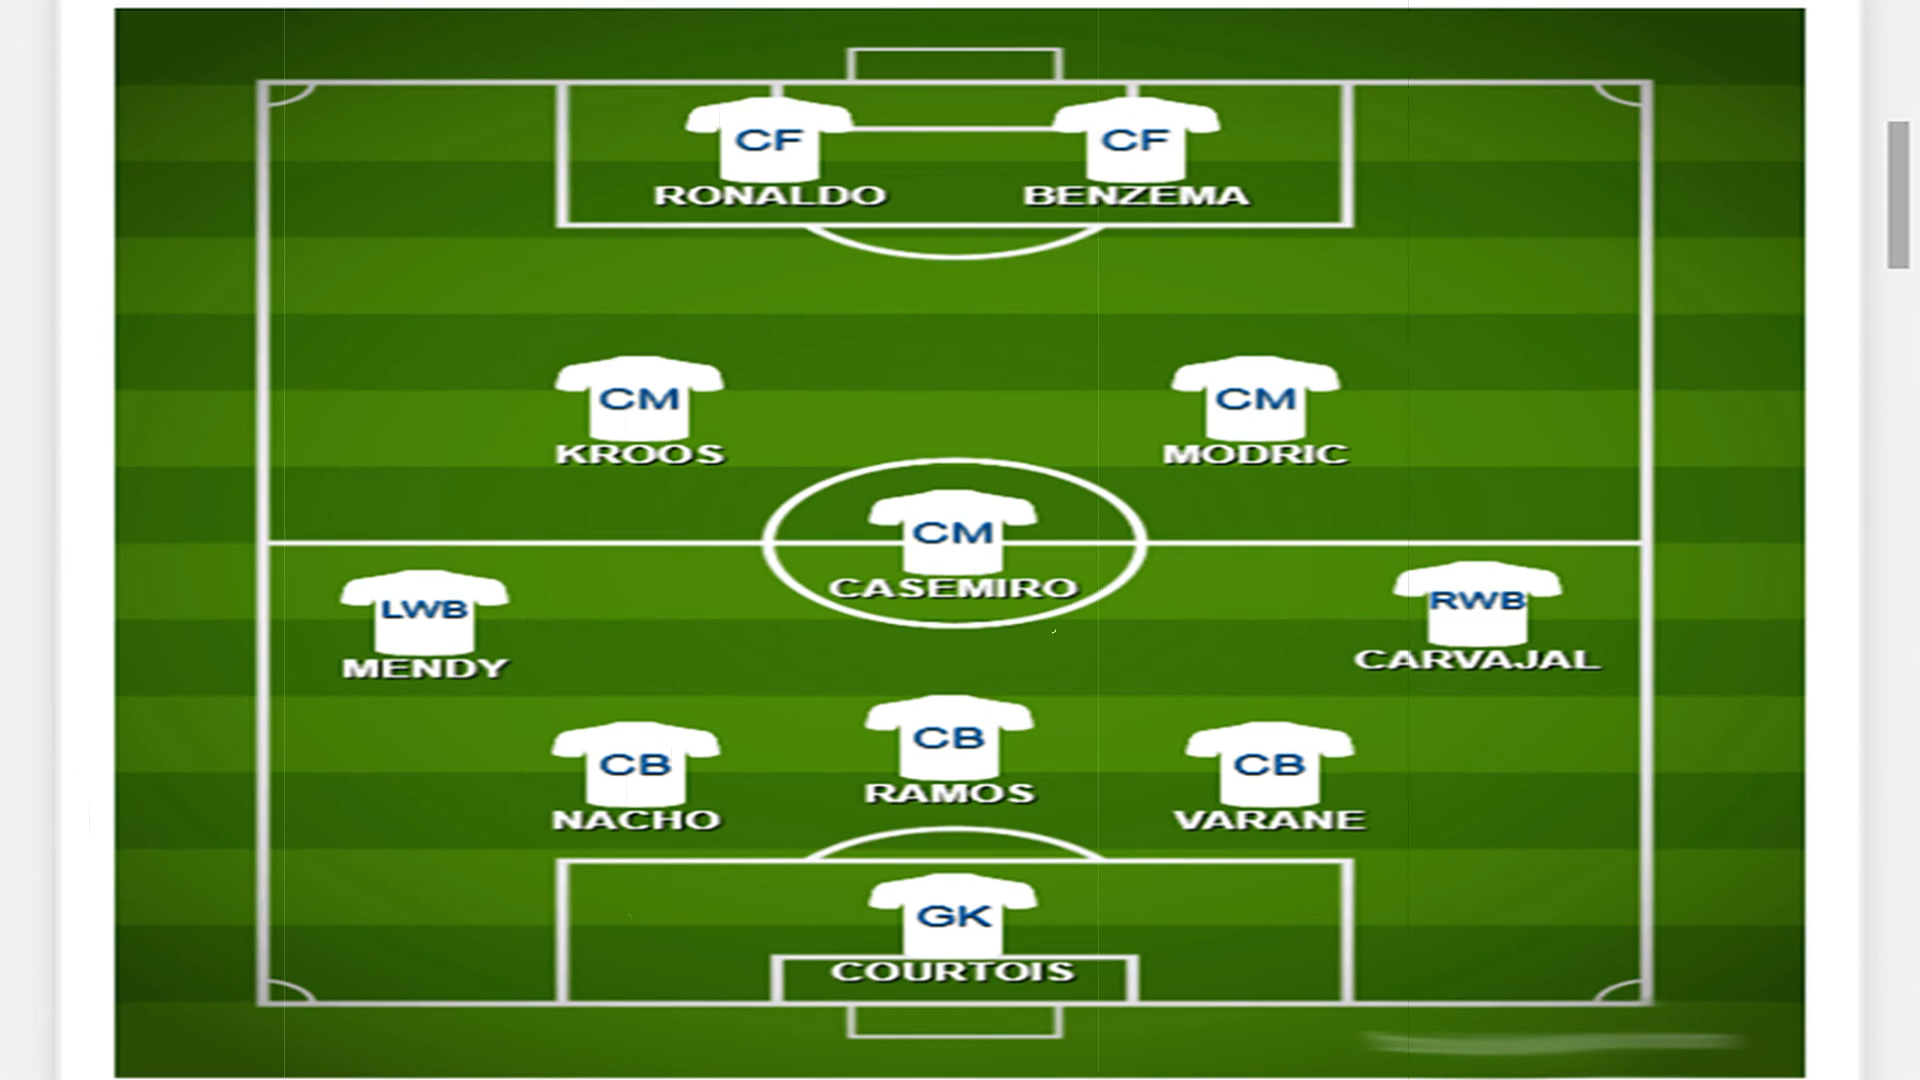 CF
CF
RONALDO
BENZEMA
CM
CM
KROOS
MODRIC
CM
CASEMIRO
LWB
RWB
MENDY
CARVAJAL
CB
CB
CB
RAMOS
NACHO
VARANE
GK
COURTOIS